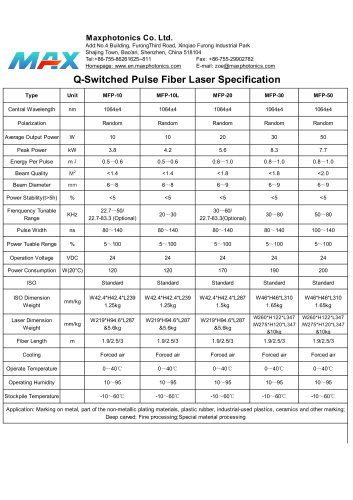 Maxphotonics Co. Ltd.
Add:No.4 Building, FurongThird Road, Xinqiao Furong Industrial Park
Shajing Town, Bao'an, Shenzhen, China 518104
Tel:+86-755-86261625--811 Fax: +86-755-29902782
Homepage: www.en.maxphotonics.com E-mail: zoe@maxphotonics.com
MAX
Q-Switched Pulse Fiber Laser Specification
Type Unit MFP-10 MFP-10L MFP-20 MFP-30 MFP-50
Central Wavelength nm 1064±4 1064±4 1064±4 1064±4 1064±4
Polarization Random Random Random Random Random
Average Output Power W 10 10 20 30 50
Peak Power kW 3.8 4.2 5.6 8.3 7.7
Energy Per Pulse m J 0.5~0.6 0.5~0.6 0.8~1.0 0.8~1.0 0.8~1.0
Beam Quality M² <1.4 <1.4 <1.8 <1.8 <2.0
Beam Diameter mm 6~8 6~8 6~9 6~9 6~9
Power Stability(t>5h) % <5 <5 <5 <5 <5
Frenquency Tunable Range KHz 22.7~50/ 22.7-83.3 (Optional) 20~30 30~60/ 22.7-83.3(Optional) 30~80 50~80
Pulse Width ns 80~140 80~140 80~140 80~140 100~140
Power Tuable Range % 5~100 5~100 5~100 5~100 5~100
Operation Voltage VDC 24 24 24 24 24
Power Consumption W(20°C) 120 120 170 190 200
ISO Standard Standard Standard Standard Standard
ISO Dimension Weight mm/kg W42.4*H42.4*L239 1.25kg W42.4*H42.4*L239 1.25kg W42.4*H42.4*L287 1.5kg W46*H46*L310 1.65kg W46*H46*L310 1.65kg
Laser Dimension Weight mm/kg W219*H94.6*L287 &5.6kg W219*H94.6*L287 &5.6kg W219*H94.6*L287 &5.6kg W260*H122*L347 /W275*H120*L347 &10kg W260*H122*L347 /W275*H120*L347 &10kg
Fiber Length m 1.9/2.5/3 1.9/2.5/3 1.9/2.5/3 1.9/2.5/3 1.9/2.5/3
Cooling Forced air Forced air Forced air Forced air Forced air
Operate Temperature 0~40℃ 0~40℃ 0~40℃ 0~40℃ 0~40℃
Operating Humidity 10~95 10~95 10~95 10~95 10~95
Stockpile Temperature -10~60℃ -10~60℃ -10~60℃ -10~60℃ -10~60℃
Application: Marking on metal, part of the non-metallic plating materials, plastic rubber, industrial-used plastics, ceramics and other marking;
Deep carved; Fine processing;Special material processing